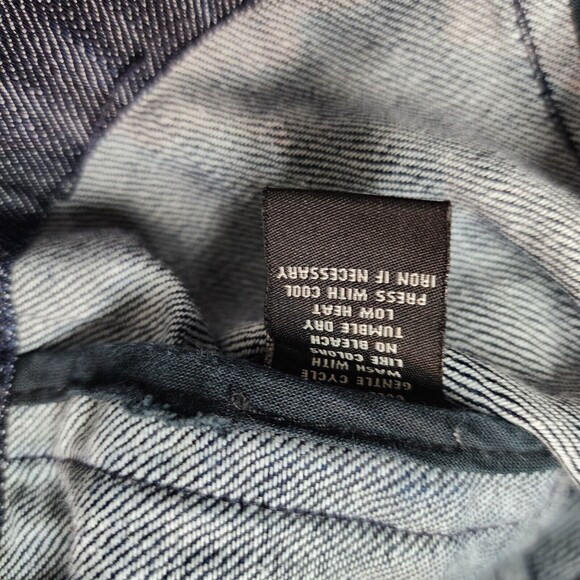 GENTLE CYCLE
WASH WITH
LIKE COLORS
NO BLEACH
TUMBLE DRY
LOW HEAT
PRESS WITH COOL
IRON IF NECESSARY